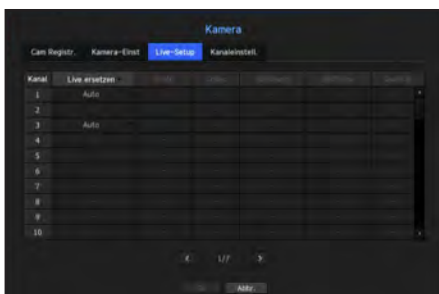 Kamera
Cam Registr. Kamera-Einst Live-Setup Kanaleinstell.
Kanal Live ersetzen
1 Auto
2
3 Auto
4
5
6
7
8
9
10
< 1/7 >
Abbr.